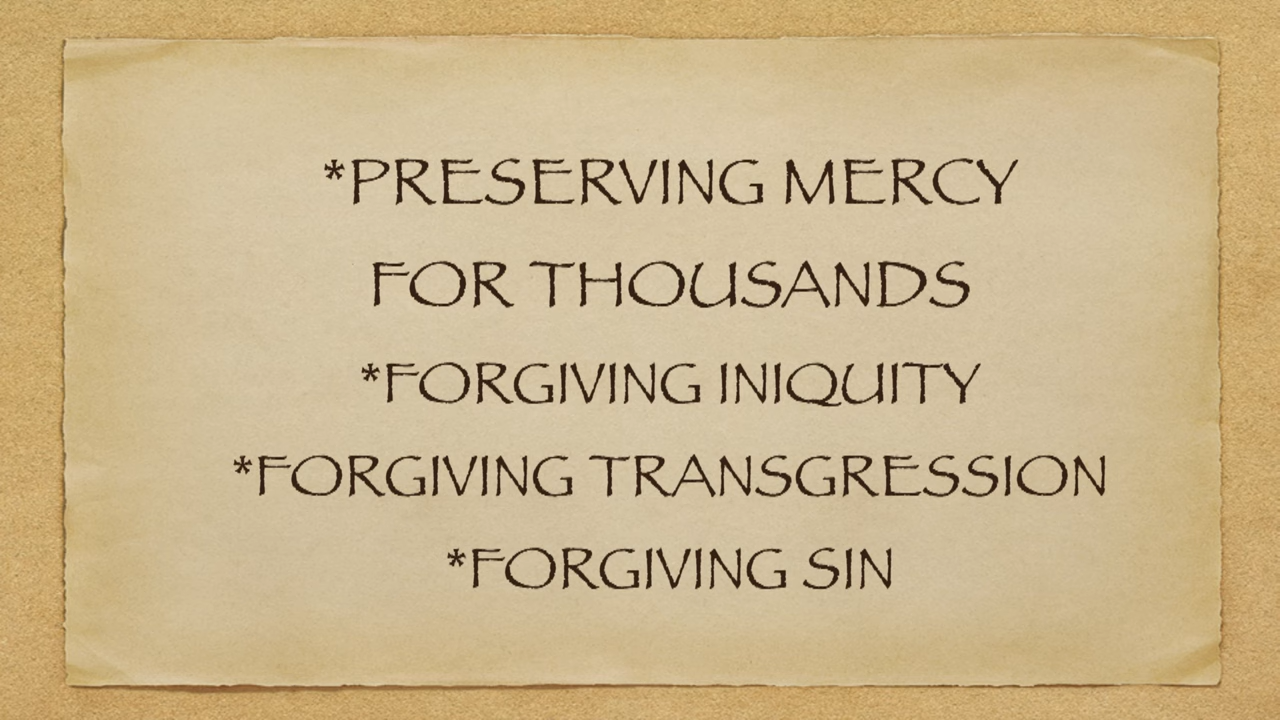 *PRESERVING MERCY
FOR THOUSANDS
*FORGIVING INIQUITY
*FORGIVING TRANSGRESSION
*FORGIVING SIN